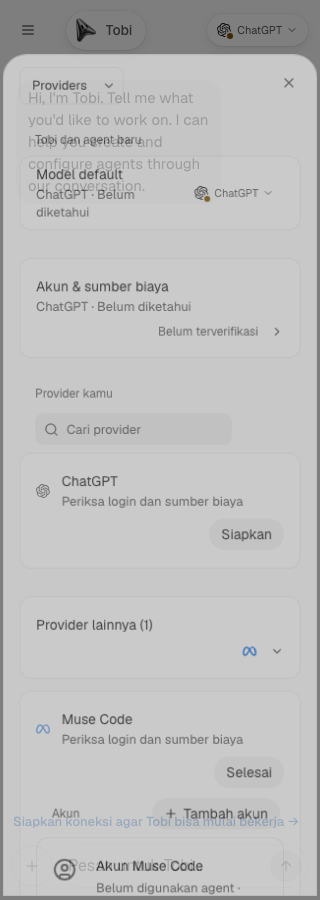 Tobi
ChatGPT
Providers
Hi, I'm Tobi. Tell me what
you'd like to work on. I can
help you create and
configure agents through
our conversation.
Tobi dan agent baru
Model default
ChatGPT · Belum
diketahui
ChatGPT
Akun & sumber biaya
ChatGPT · Belum diketahui
Belum terverifikasi
Provider kamu
Cari provider
ChatGPT
Periksa login dan sumber biaya
Siapkan
Provider lainnya (1)
Muse Code
Periksa login dan sumber biaya
Selesai
Akun
+ Tambah akun
Siapkan koneksi agar Tobi bisa mulai bekerja →
Akun Muse Code
Belum digunakan agent ·